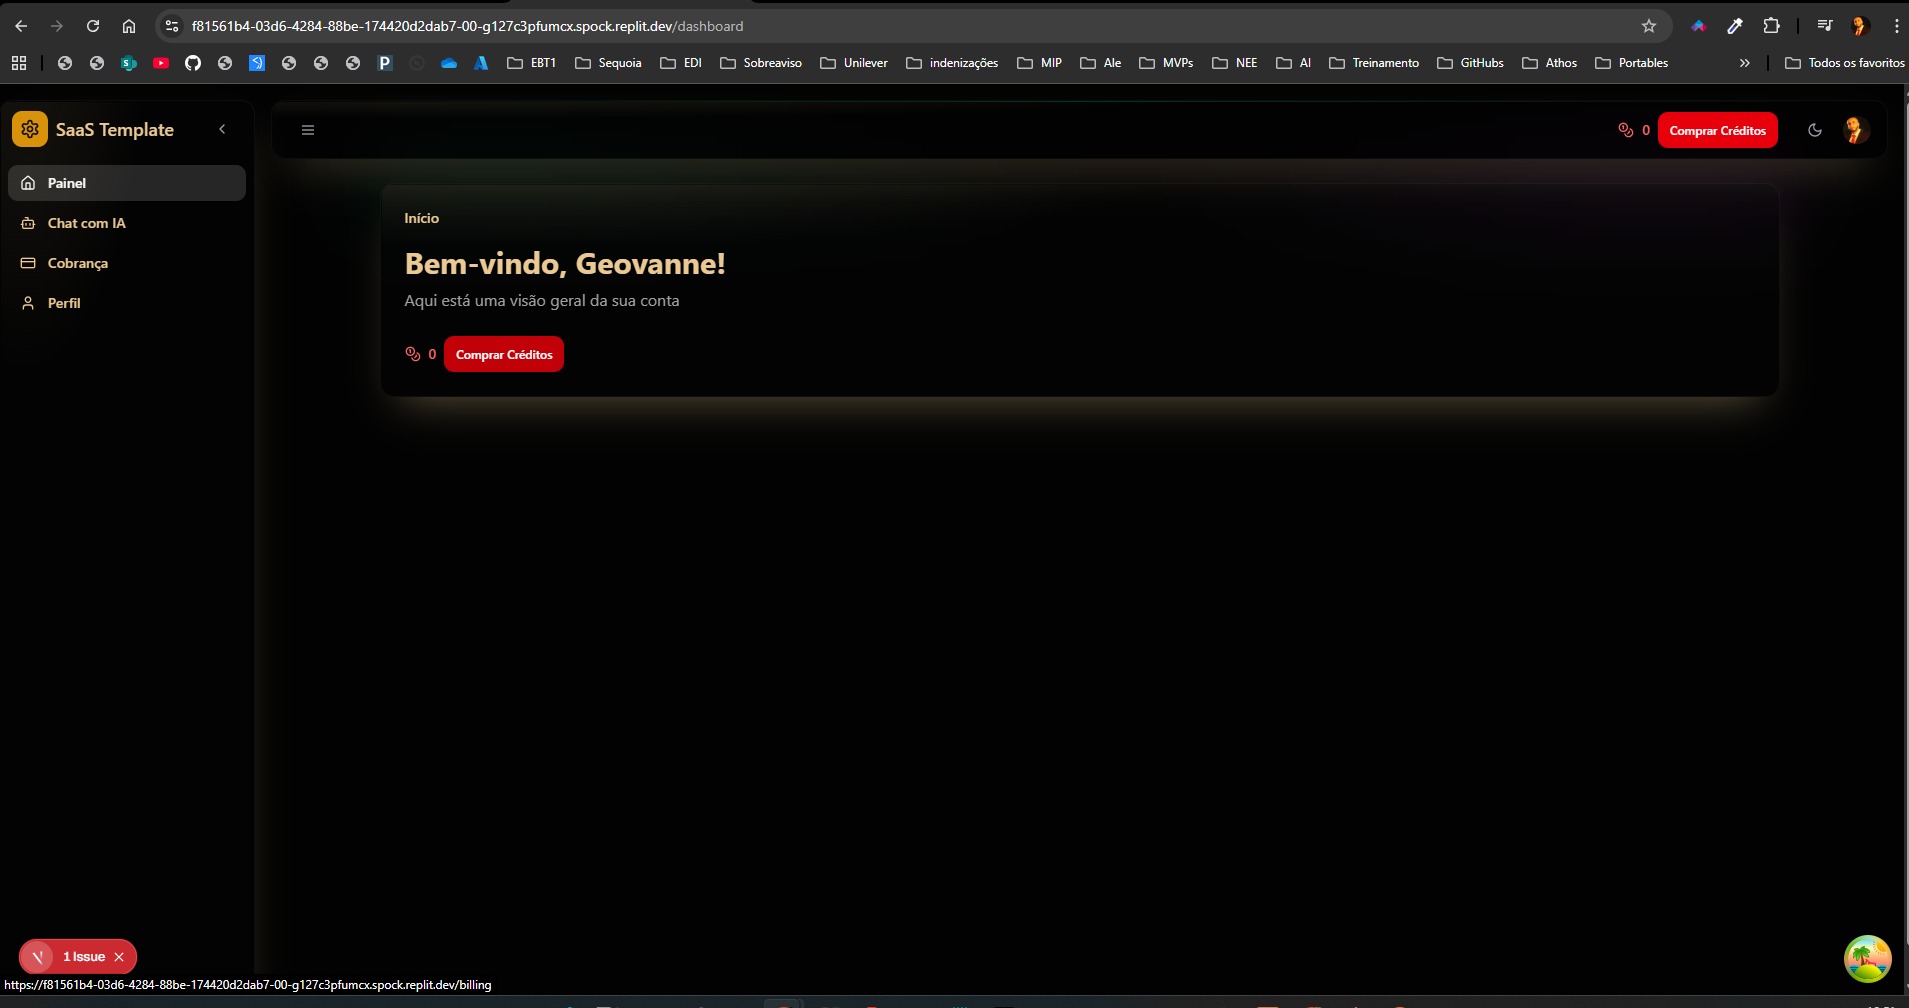 f81561b4-03d6-4284-88be-174420d2dab7-00-g127c3pfumcx.spock.replit.dev/dashboard
EBT1 Sequoia EDI Sobreaviso Unilever indenizações MIP Ale MVPs NEE AI Treinamento GitHubs Athos Portables » Todos os favoritos
SaaS Template
0 Comprar Créditos
Painel
Chat com IA
Cobrança
Perfil
Início
Bem-vindo, Geovanne!
Aqui está uma visão geral da sua conta
0 Comprar Créditos
1 Issue
https://f81561b4-03d6-4284-88be-174420d2dab7-00-g127c3pfumcx.spock.replit.dev/billing